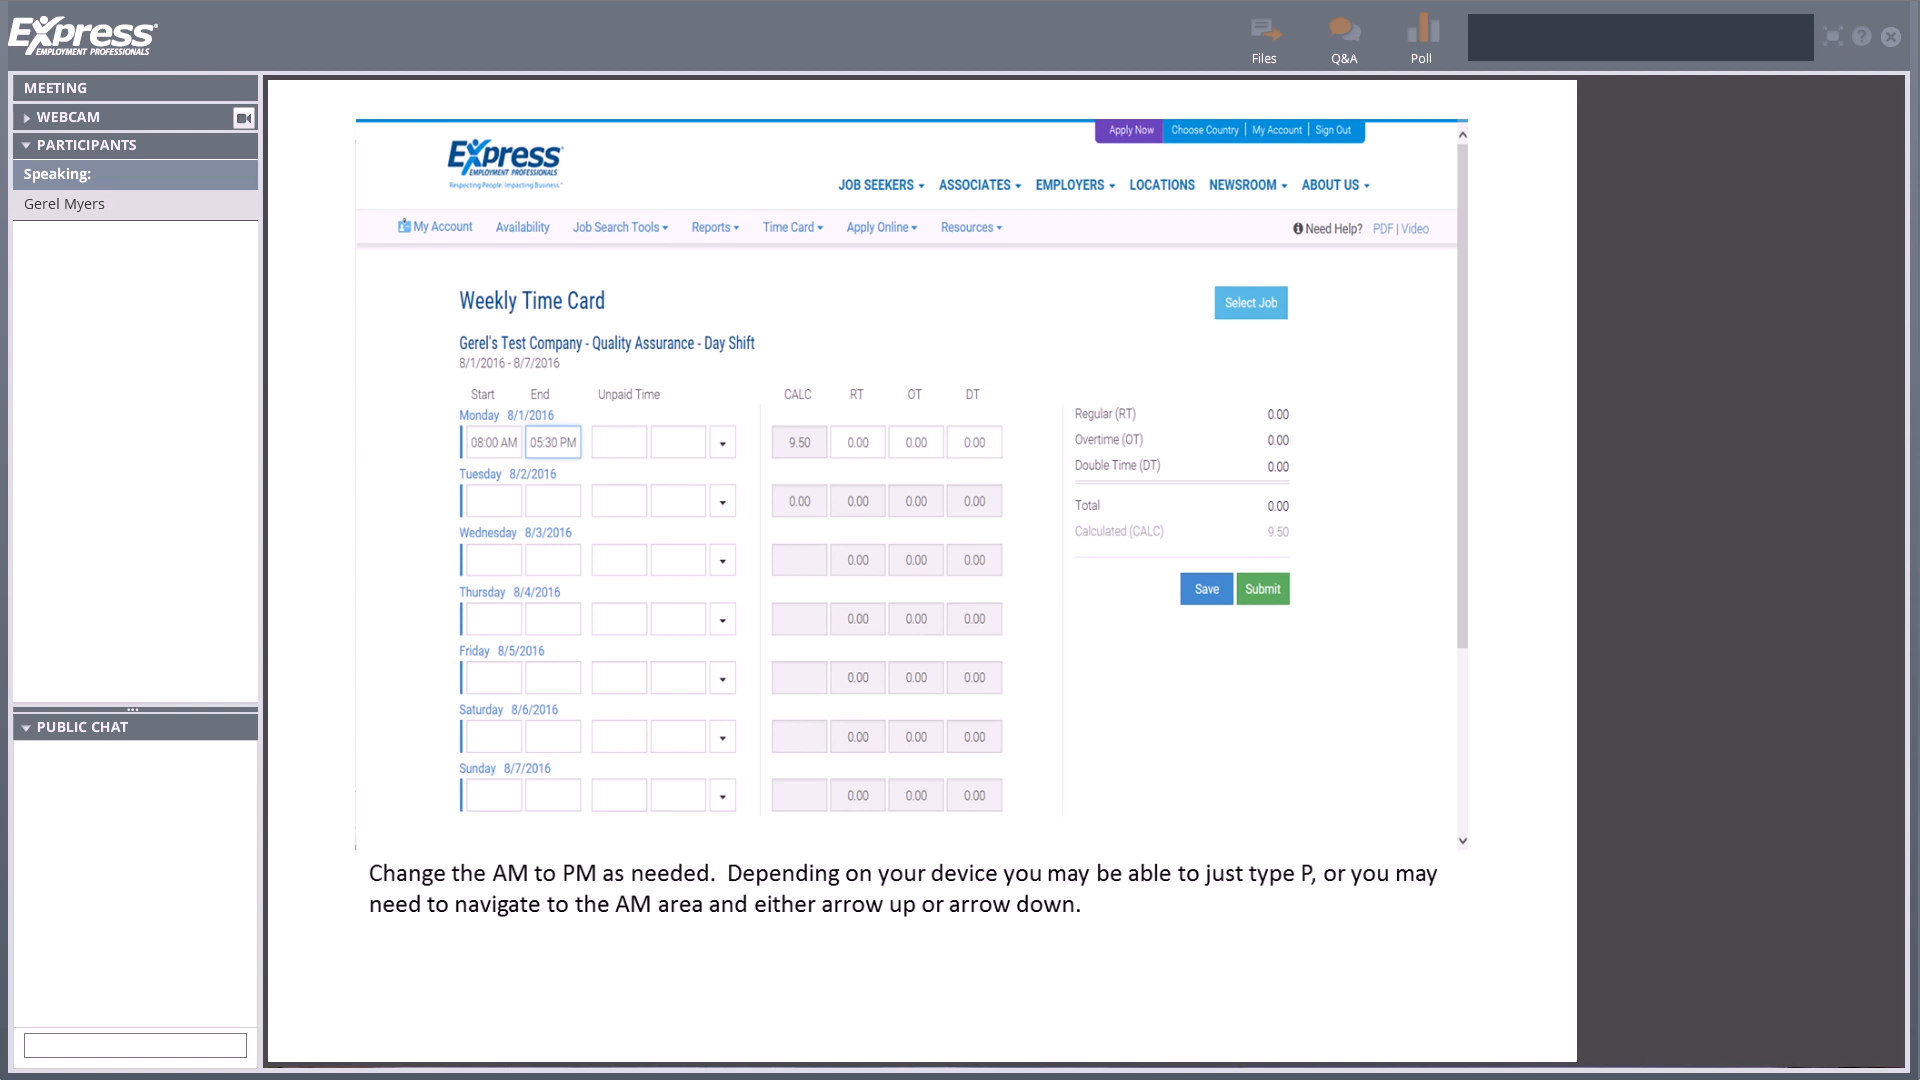 Express
EMPLOYMENT PROFESSIONALS
Files
Q&A
Poll
MEETING
WEBCAM
PARTICIPANTS
Speaking:
Gerel Myers
PUBLIC CHAT
Apply Now Choose Country | My Account | Sign Out
Express
EMPLOYMENT PROFESSIONALS
Respecting People. Impacting Business.
JOB SEEKERS ASSOCIATES EMPLOYERS LOCATIONS NEWSROOM ABOUT US
My Account Availability Job Search Tools Reports Time Card Apply Online Resources Need Help? PDF | Video
Weekly Time Card
Select Job
Gerel's Test Company - Quality Assurance - Day Shift
8/1/2016 - 8/7/2016
Start End Unpaid Time CALC RT OT DT
Monday 8/1/2016
08:00 AM 05:30 PM 9.50 0.00 0.00 0.00
Tuesday 8/2/2016
0.00 0.00 0.00 0.00
Wednesday 8/3/2016
0.00 0.00 0.00
Thursday 8/4/2016
0.00 0.00 0.00
Friday 8/5/2016
0.00 0.00 0.00
Saturday 8/6/2016
0.00 0.00 0.00
Sunday 8/7/2016
0.00 0.00 0.00
Regular (RT) 0.00
Overtime (OT) 0.00
Double Time (DT) 0.00
Total 0.00
Calculated (CALC) 9.50
Save Submit
Change the AM to PM as needed. Depending on your device you may be able to just type P, or you may
need to navigate to the AM area and either arrow up or arrow down.